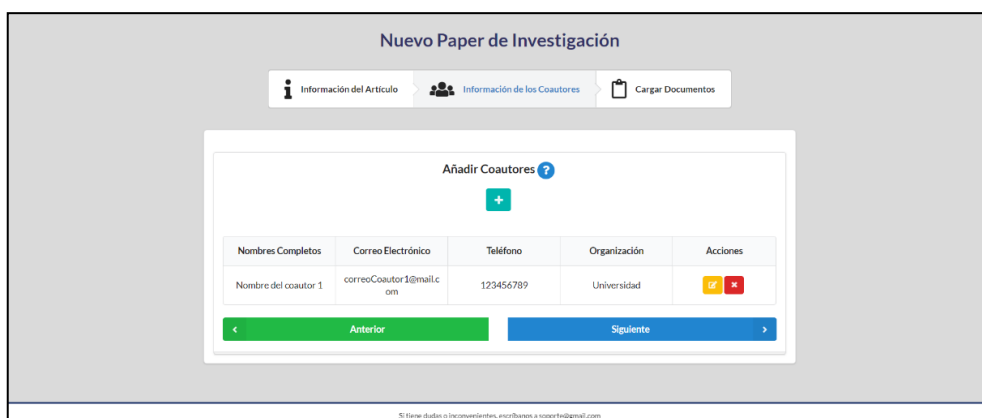 Nuevo Paper de Investigación
Información del Artículo
Información de los Coautores
Cargar Documentos
Añadir Coautores ?
+
Nombres Completos Correo Electrónico Teléfono Organización Acciones
Nombre del coautor 1 correoCoautor1@mail.c 123456789 Universidad
om
Anterior
Siguiente
Si tiene dudas o inconvenientes, escríbanos a soporte@gmail.com